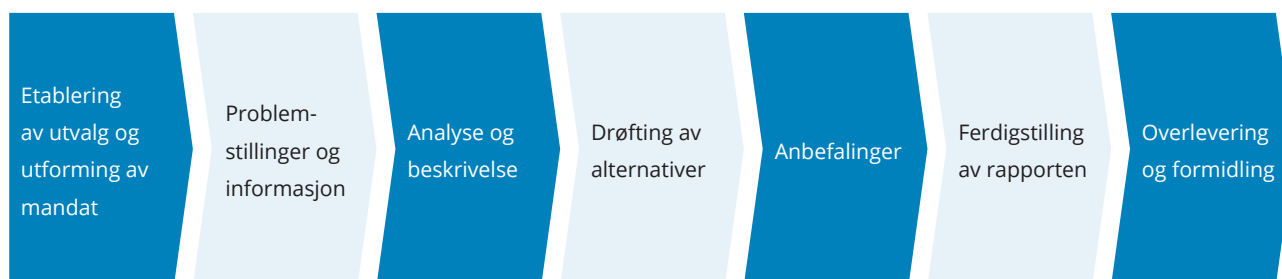 Etablering
av utvalg og
utforming av
mandat
Problem-
stillinger og
informasjon
Analyse og
beskrivelse
Drøfting av
alternativer
Anbefalinger
Ferdigstilling
av rapporten
Overlevering
og formidling